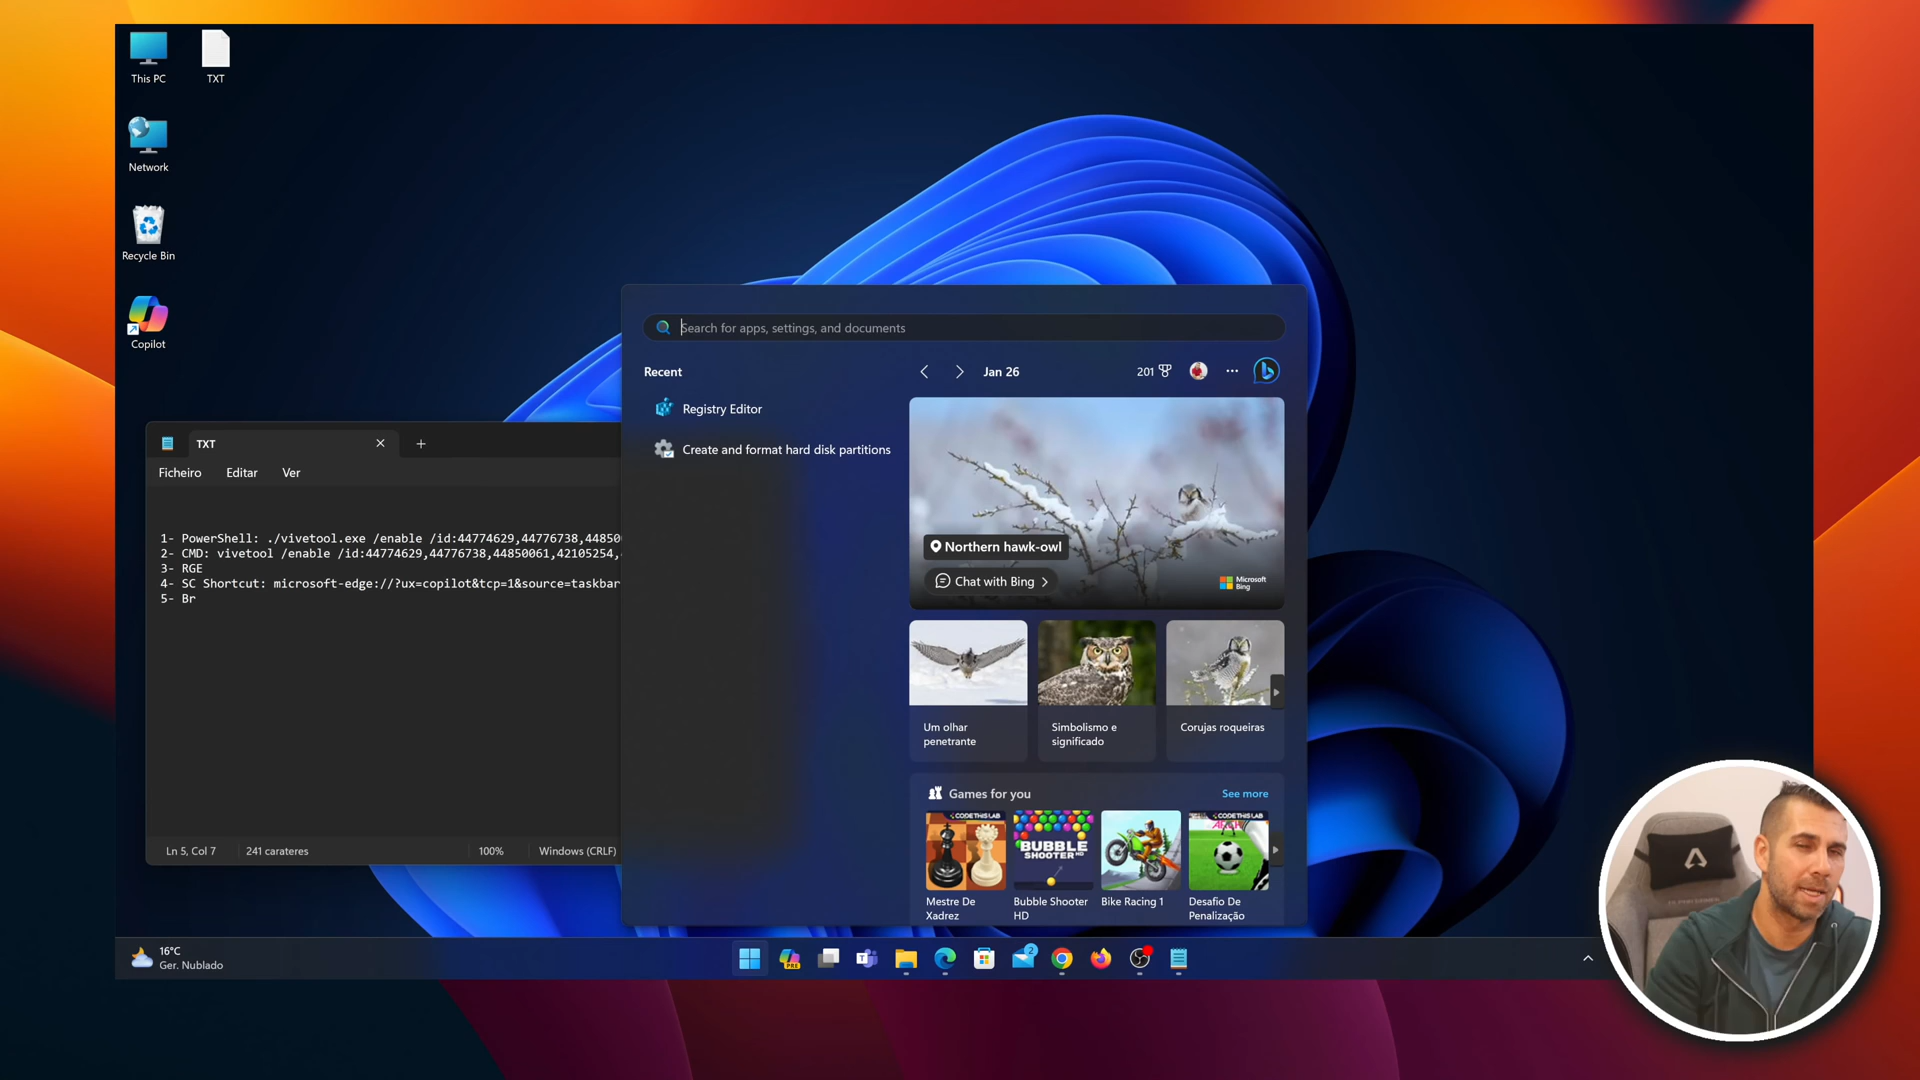 This PC
TXT
Network
Recycle Bin
Copilot
TXT
Ficheiro Editar Ver
1- PowerShell: ./vivetool.exe /enable /id:44774629,44776738,44850
2- CMD: vivetool /enable /id:44774629,44776738,44850061,42105254,
3- RGE
4- SC Shortcut: microsoft-edge://?ux=copilot&tcp=1&source=taskbar
5- Br
Ln 5, Col 7 241 carateres 100% Windows (CRLF)
Search for apps, settings, and documents
Recent
Registry Editor
Create and format hard disk partitions
Jan 26
201
Northern hawk-owl
Chat with Bing
Microsoft
Bing
Um olhar
penetrante
Simbolismo e
significado
Corujas roqueiras
Games for you
See more
CODETHISLAB
BUBBLE
SHOOTER HD
CODETHISLAB
Mestre De
Xadrez
Bubble Shooter
HD
Bike Racing 1
Desafio De
Penalização
16°C
Ger. Nublado
PRE
2